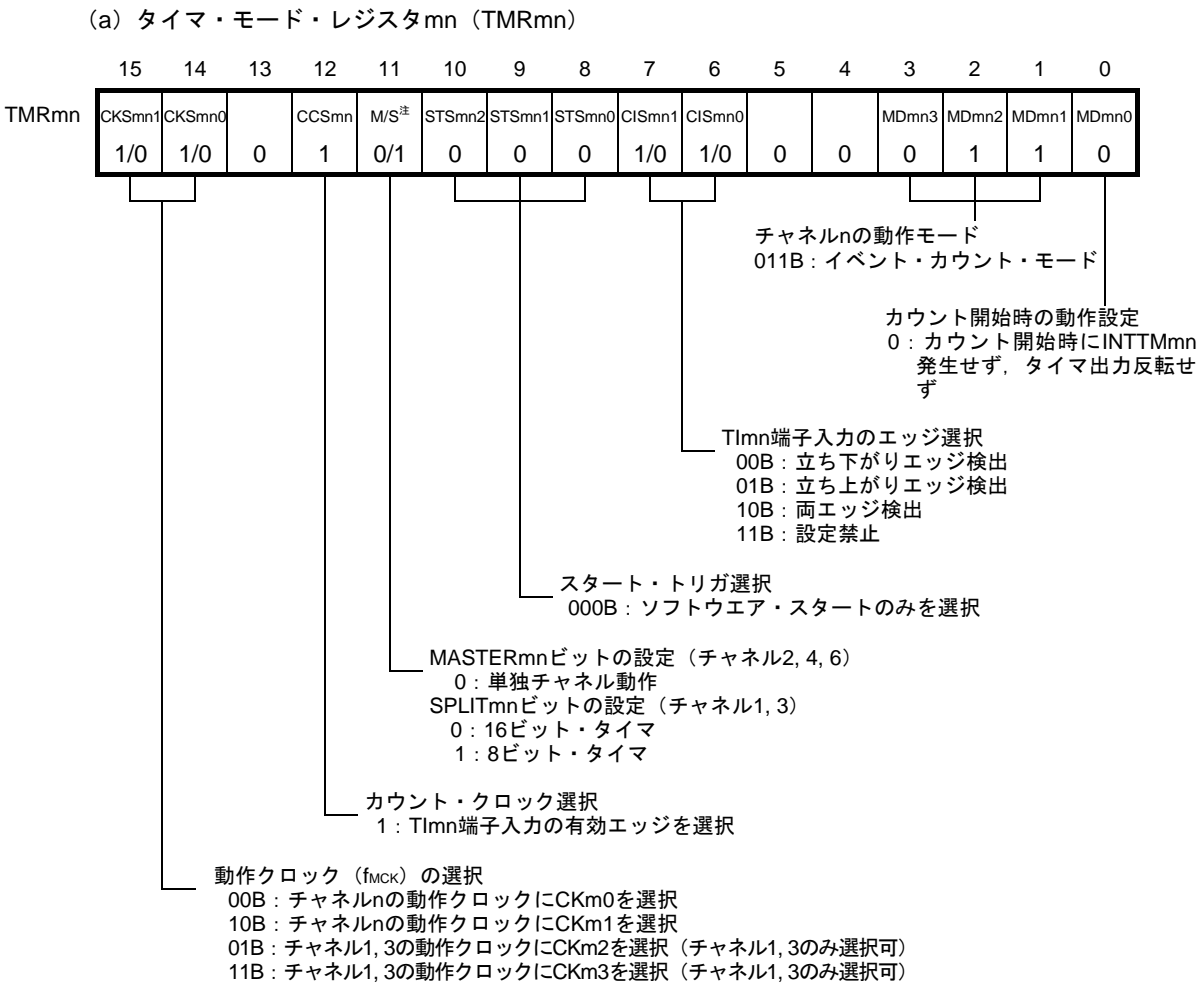 (a) タイマ・モード・レジスタmn（TMRmn）
15 14 13 12 11 10 9 8 7 6 5 4 3 2 1 0
TMRmn CKSmn1 CKSmn0 CCSmn M/S注 STSmn2 STSmn1 STSmn0 CISmn1 CISmn0 MDmn3 MDmn2 MDmn1 MDmn0
1/0 1/0 0 1 0/1 0 0 0 1/0 1/0 0 0 0 1 1 0
チャネルnの動作モード
011B：イベント・カウント・モード
カウント開始時の動作設定
0：カウント開始時にINTTMmn
発生せず，タイマ出力反転せ
ず
TImn端子入力のエッジ選択
00B：立ち下がりエッジ検出
01B：立ち上がりエッジ検出
10B：両エッジ検出
11B：設定禁止
スタート・トリガ選択
000B：ソフトウエア・スタートのみを選択
MASTERmnビットの設定（チャネル2, 4, 6）
0：単独チャネル動作
SPLITmnビットの設定（チャネル1, 3）
0：16ビット・タイマ
1：8ビット・タイマ
カウント・クロック選択
1：TImn端子入力の有効エッジを選択
動作クロック（fMCK）の選択
00B：チャネルnの動作クロックにCKm0を選択
10B：チャネルnの動作クロックにCKm1を選択
01B：チャネル1, 3の動作クロックにCKm2を選択（チャネル1, 3のみ選択可）
11B：チャネル1, 3の動作クロックにCKm3を選択（チャネル1, 3のみ選択可）